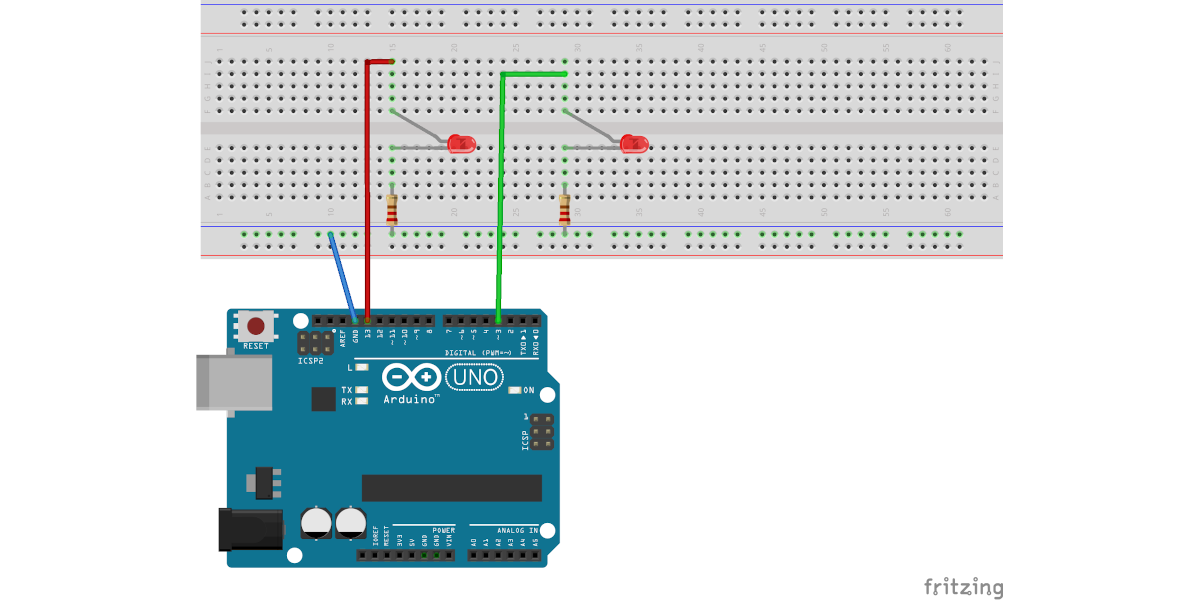 1 5 10 15 20 25 30 35 40 45 50 55 60
J J
I I
H H
G G
F F
E E
D D
C C
B B
A A
1 5 10 15 20 25 30 35 40 45 50 55 60
RESET
ICSP2
AREF
GND
13
12
~11
~10
~9
8
7
~6
~5
4
~3
2
TX0▶1
RX0◀0
DIGITAL (PWM=~)
L
TX
RX
Arduino™
UNO
ON
1
ICSP
IOREF
RESET
3V3
5V
GND
GND
VIN
POWER
ANALOG IN
A0
A1
A2
A3
A4
A5
fritzing